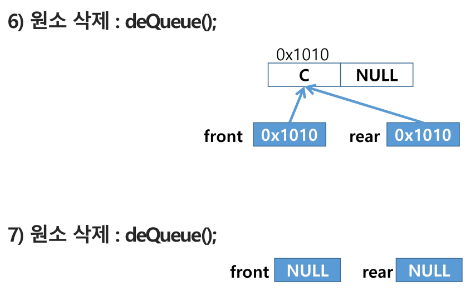 6) 원소 삭제 : deQueue();
0x1010
C NULL
front 0x1010 rear 0x1010
7) 원소 삭제 : deQueue();
front NULL rear NULL